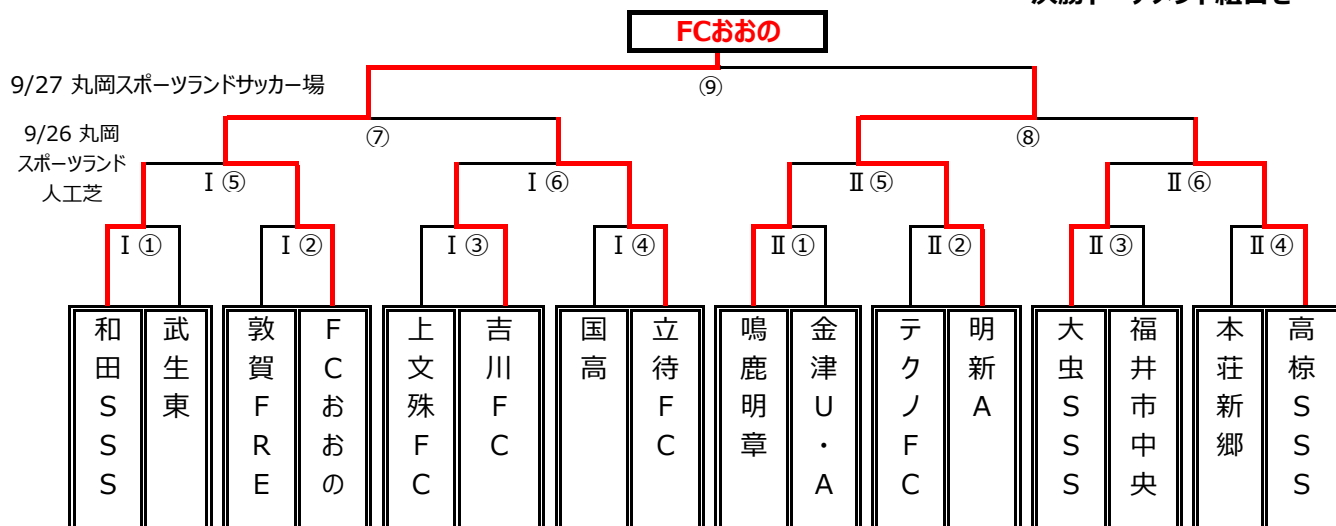 FCおおの
9/27 丸岡スポーツランドサッカー場
⑨
9/26 丸岡
スポーツランド
人工芝
⑦
⑧
Ⅰ⑤
Ⅰ⑥
Ⅱ⑤
Ⅱ⑥
Ⅰ①
Ⅰ②
Ⅰ③
Ⅰ④
Ⅱ①
Ⅱ②
Ⅱ③
Ⅱ④
和田SSS
武生東
敦賀FRE
FCおおの
上文殊FC
吉川FC
国高
立待FC
鳴鹿明章
金津U・A
テクノFC
明新A
大虫SSS
福井市中央
本荘新郷
高椋SSS